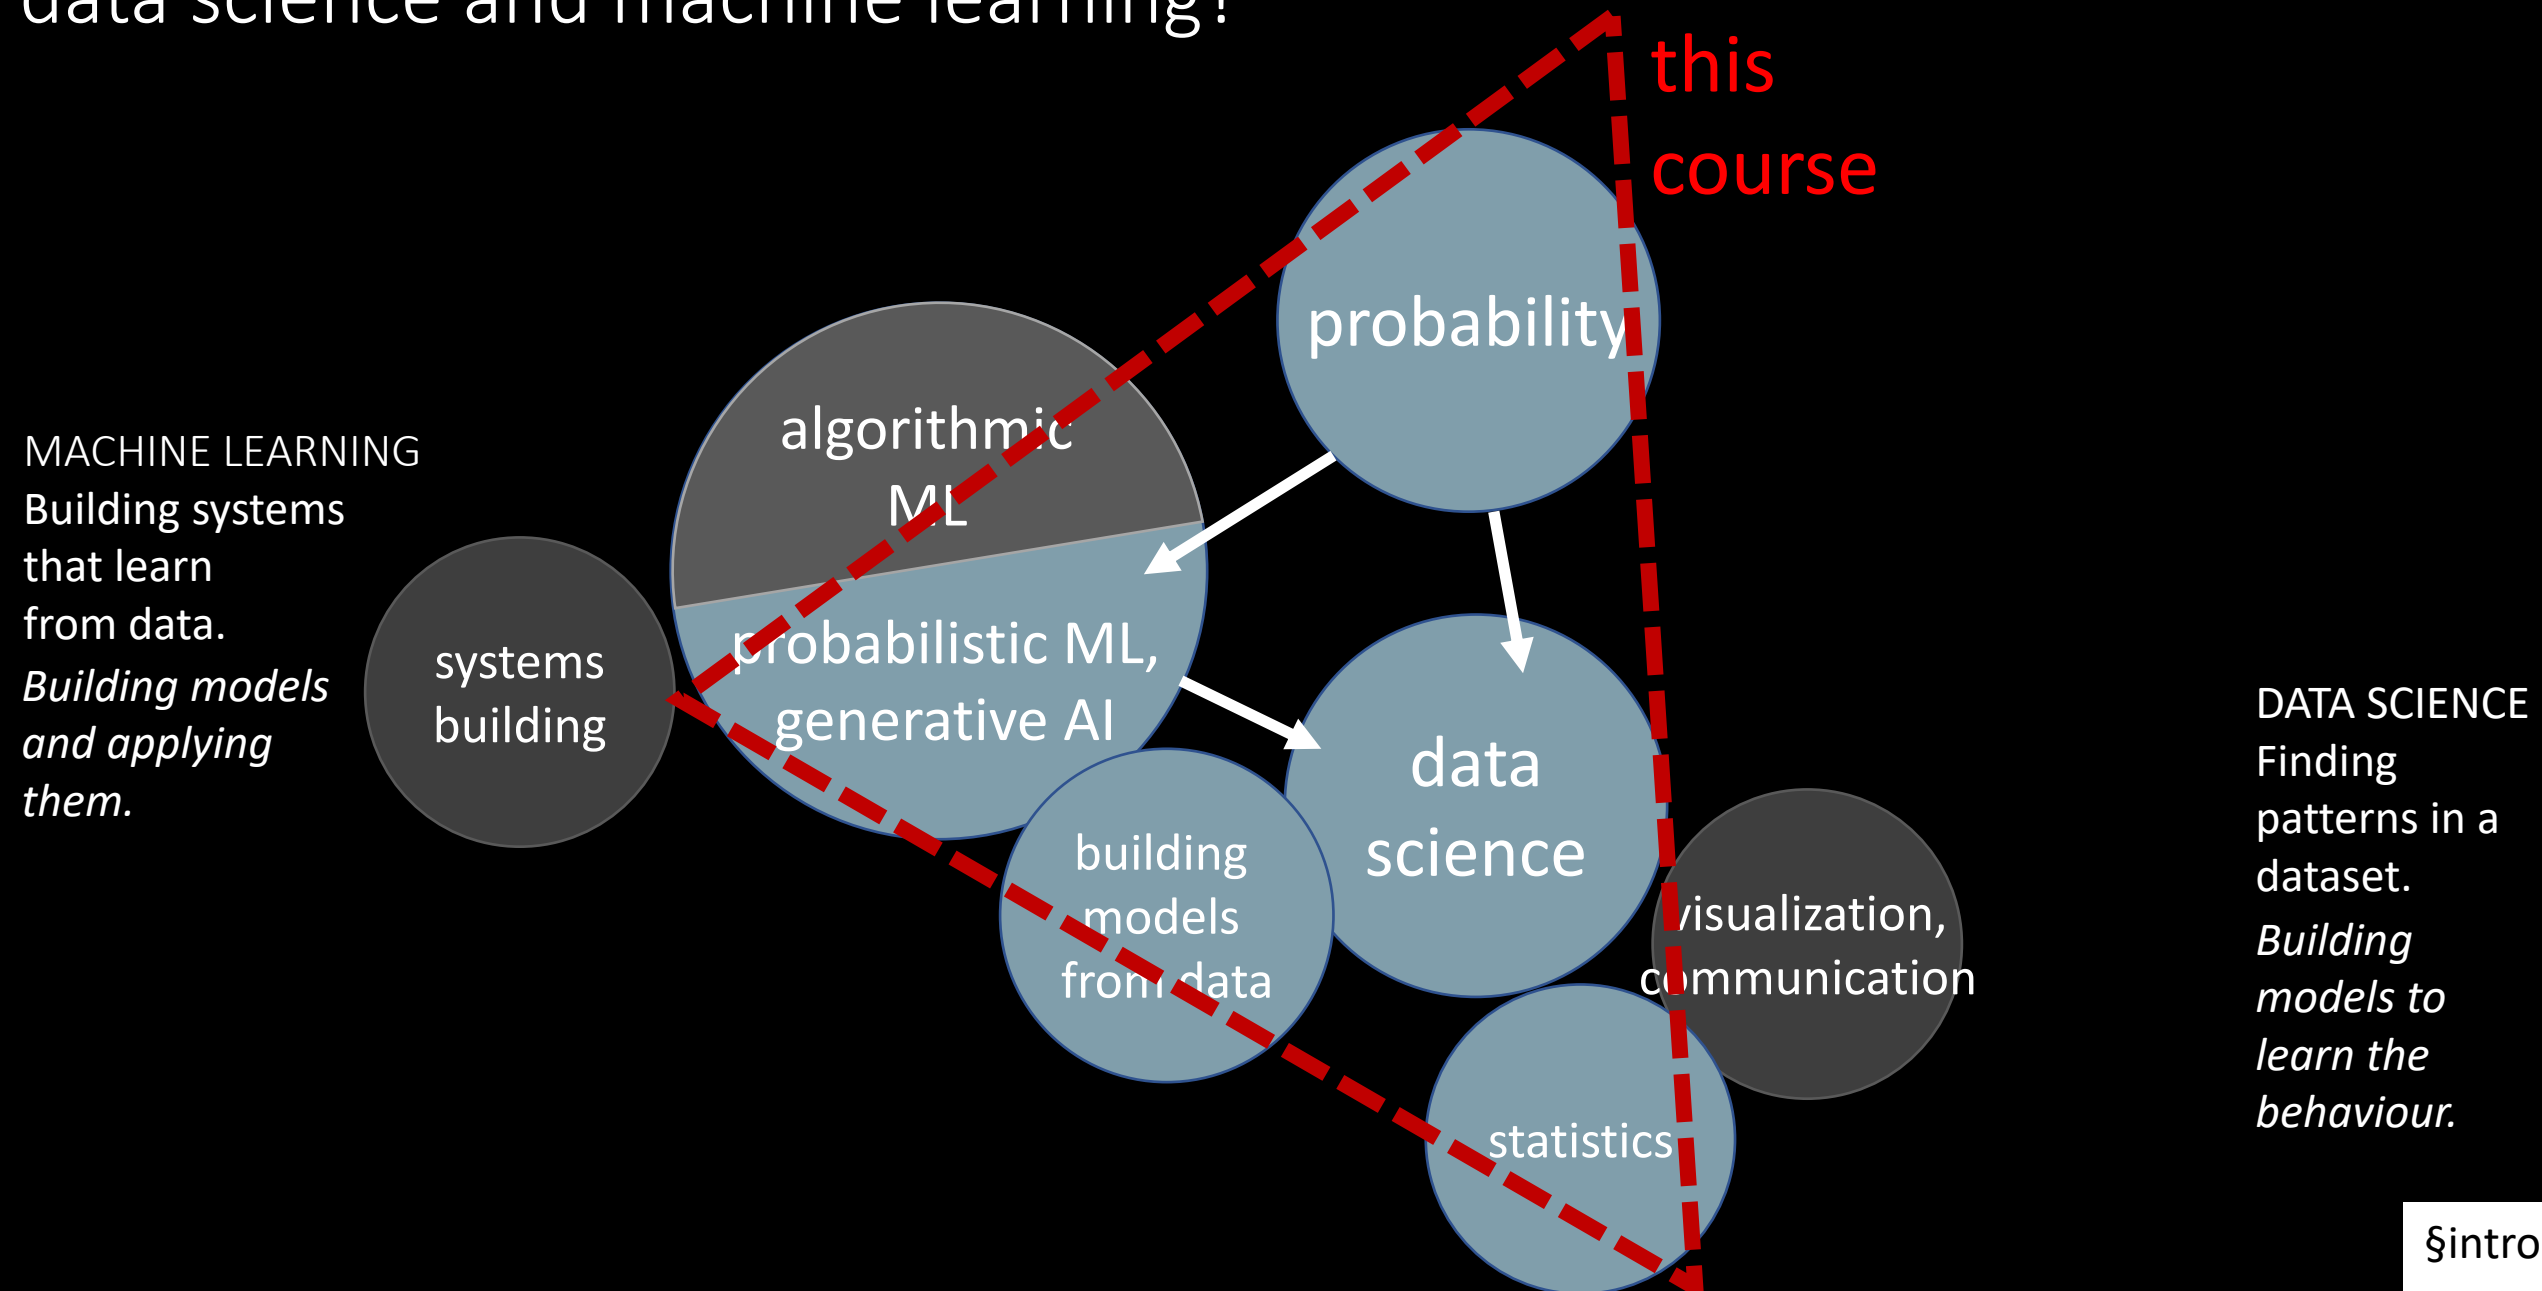 data science and machine learning?
this
course
probability
algorithmic
ML
MACHINE LEARNING
Building systems
that learn
from data.
Building models
and applying
them.
systems
building
probabilistic ML,
generative AI
data
science
building
models
from data
visualization,
communication
statistics
DATA SCIENCE
Finding
patterns in a
dataset.
Building
models to
learn the
behaviour.
§intro